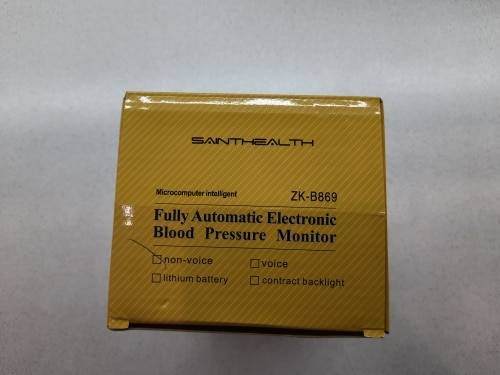 SAINTHEALTH
Microcomputer intelligent ZK-B869
Fully Automatic Electronic
Blood Pressure Monitor
non-voice voice
lithium battery contract backlight